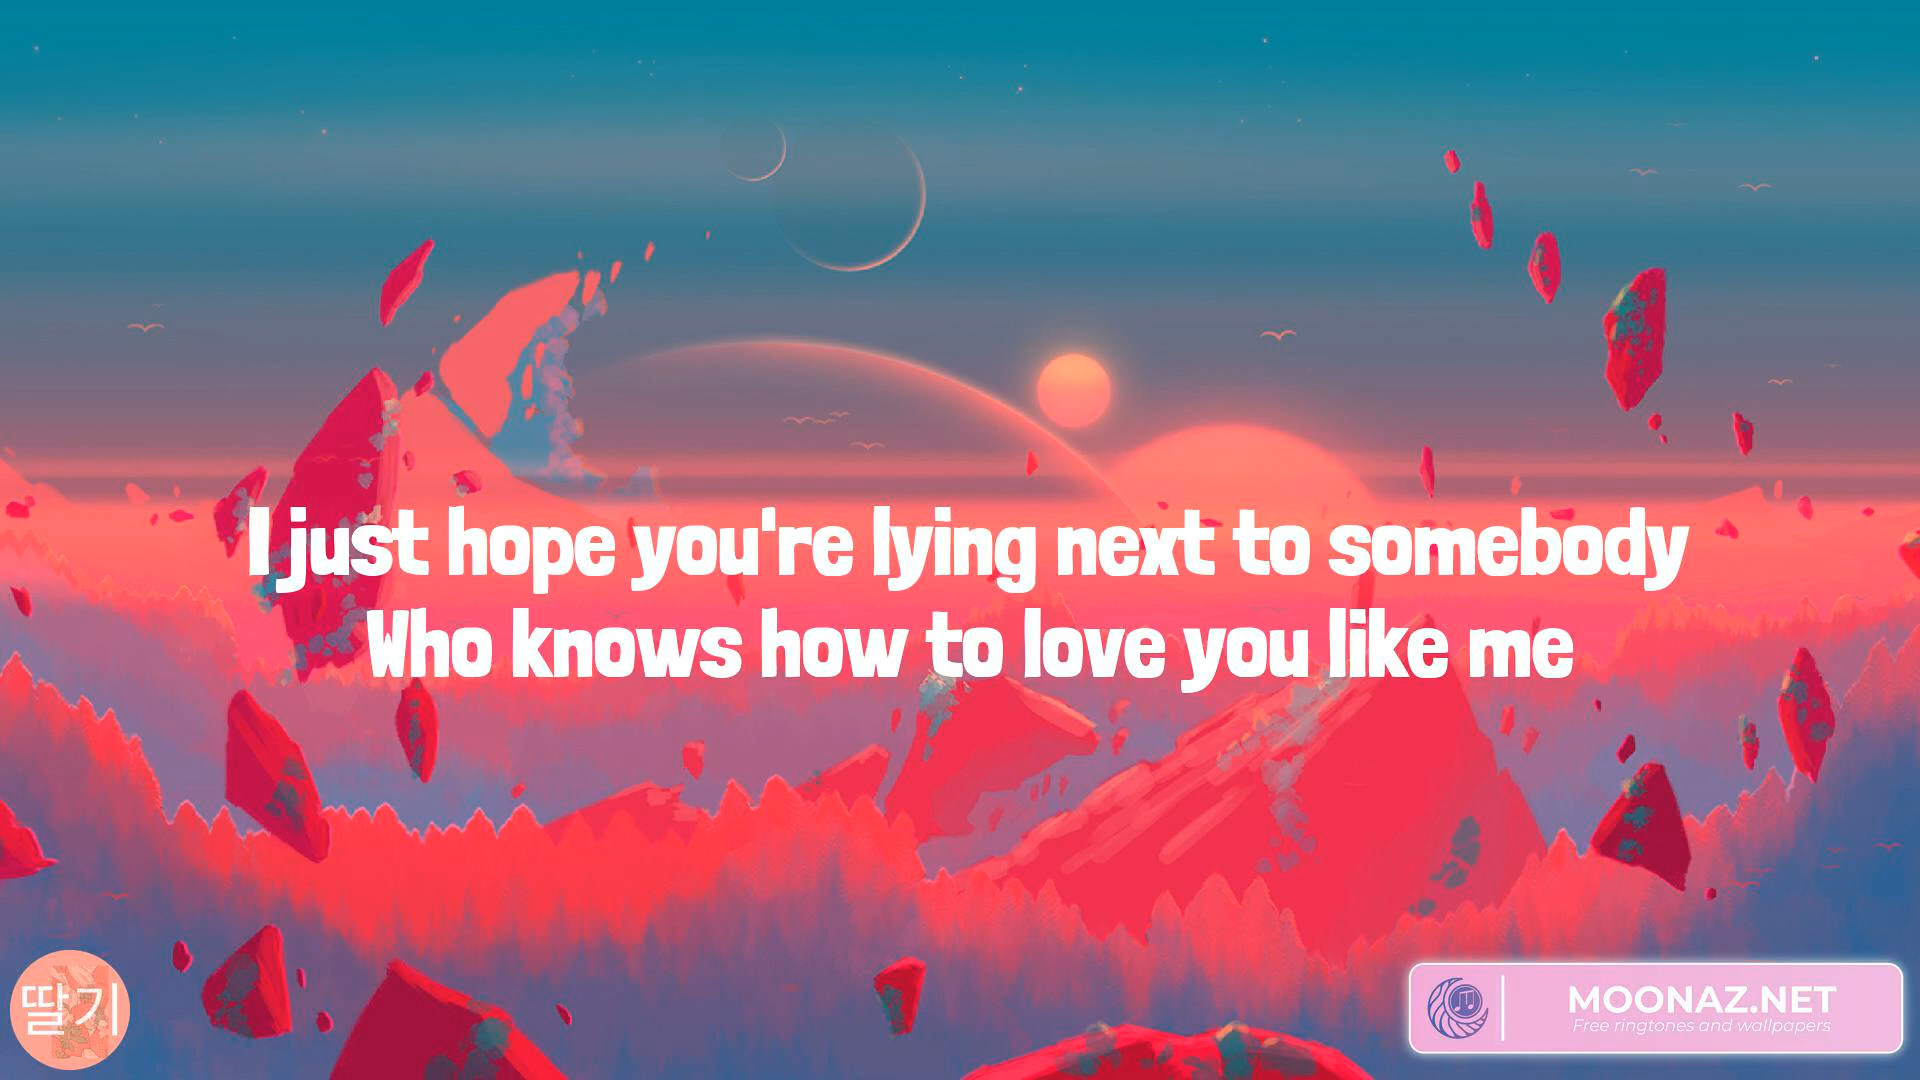 I just hope you're lying next to somebody
Who knows how to love you like me
딸기
MOONAZ.NET
Free ringtones and wallpapers